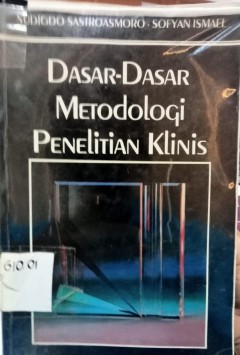 SUDIGDO SASTROASMORO · SOFYAN ISMAEL
DASAR-DASAR
METODOLOGI
PENELITIAN KLINIS
610.01